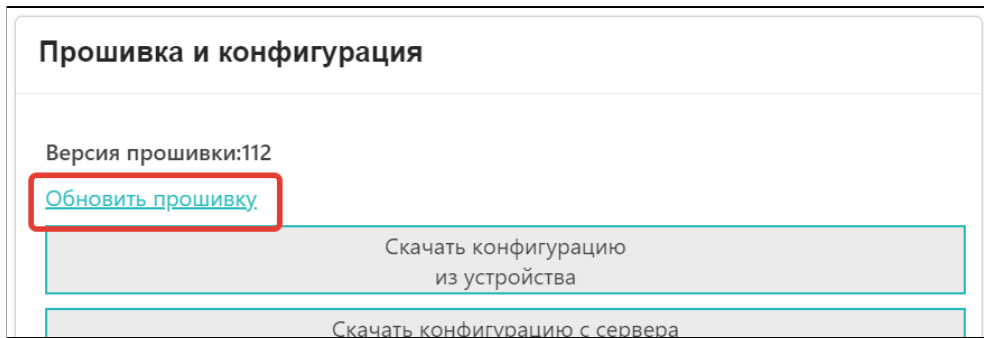 Прошивка и конфигурация
Версия прошивки:112
Обновить прошивку
Скачать конфигурацию
из устройства
Скачать конфигурацию с сервера